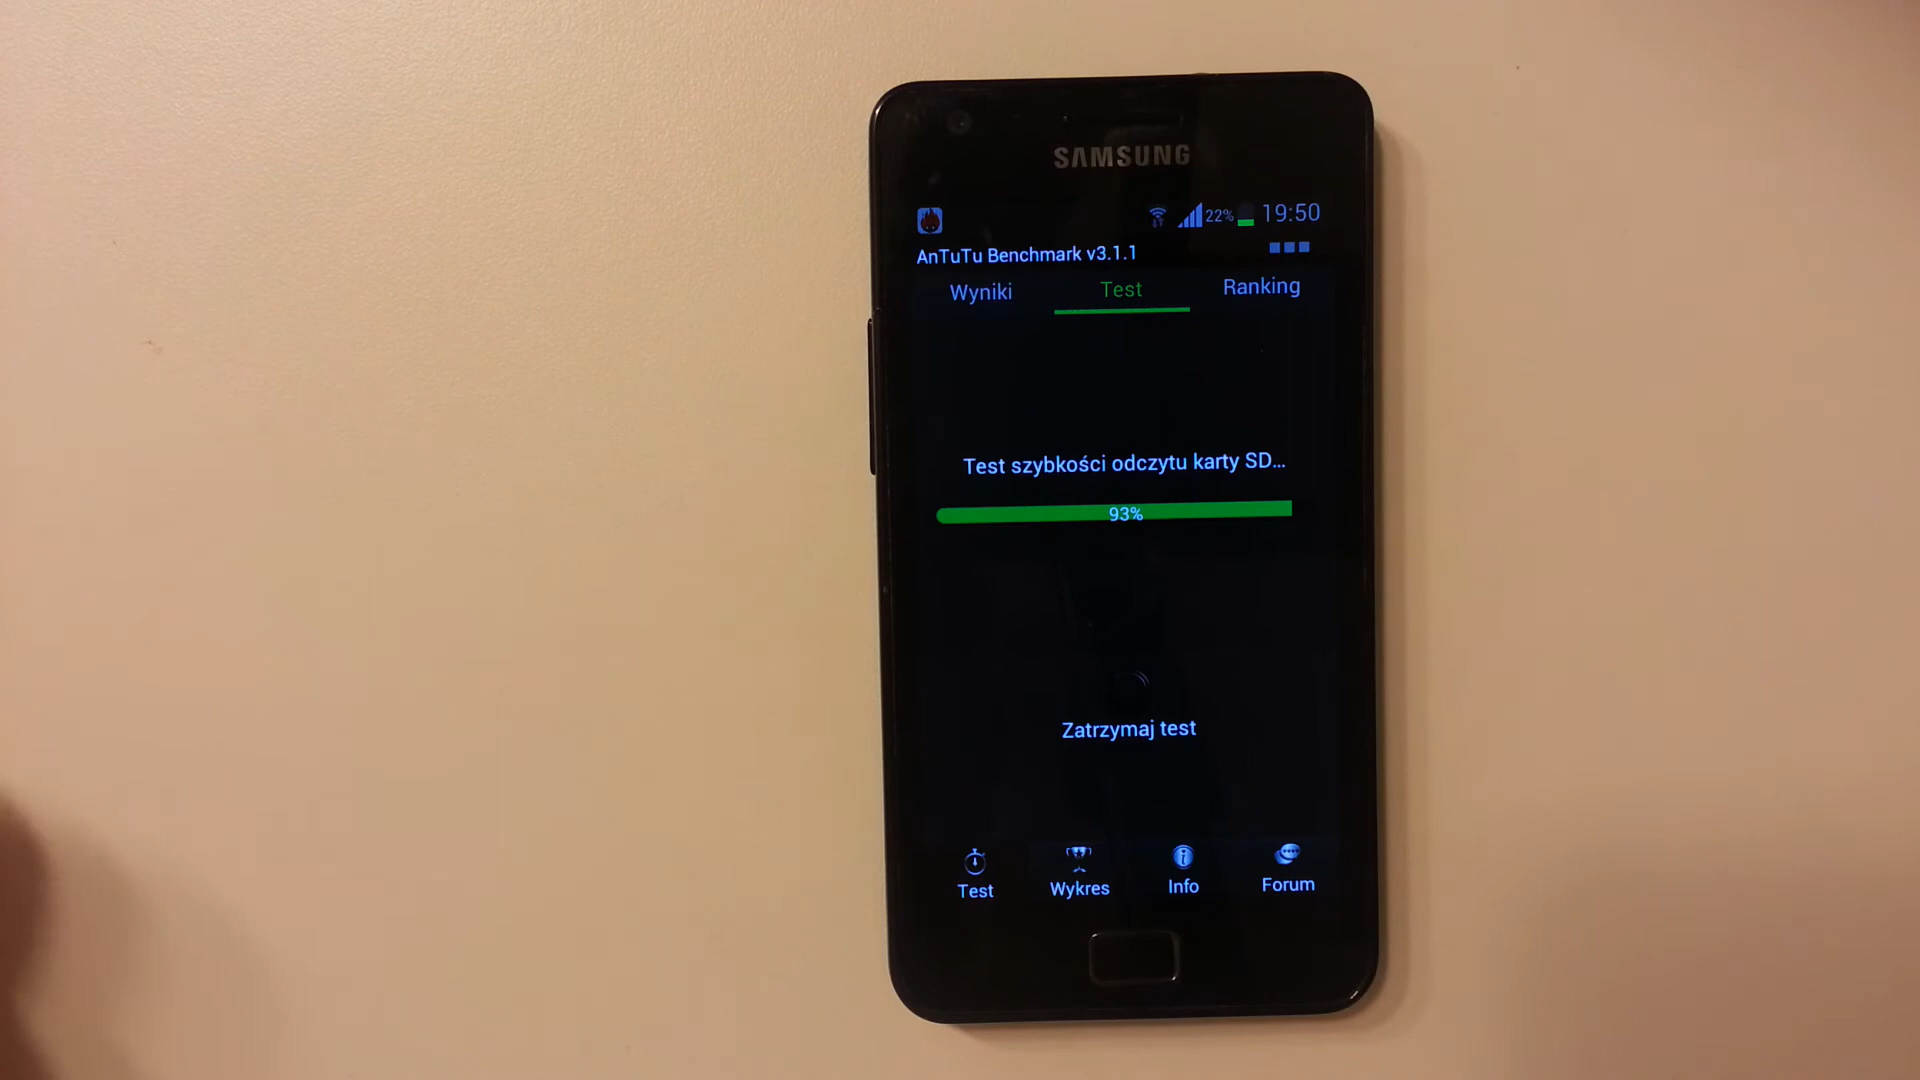 SAMSUNG
22% 19:50
AnTuTu Benchmark v3.1.1
Wyniki Test Ranking
Test szybkości odczytu karty SD...
93%
Zatrzymaj test
Test Wykres Info Forum